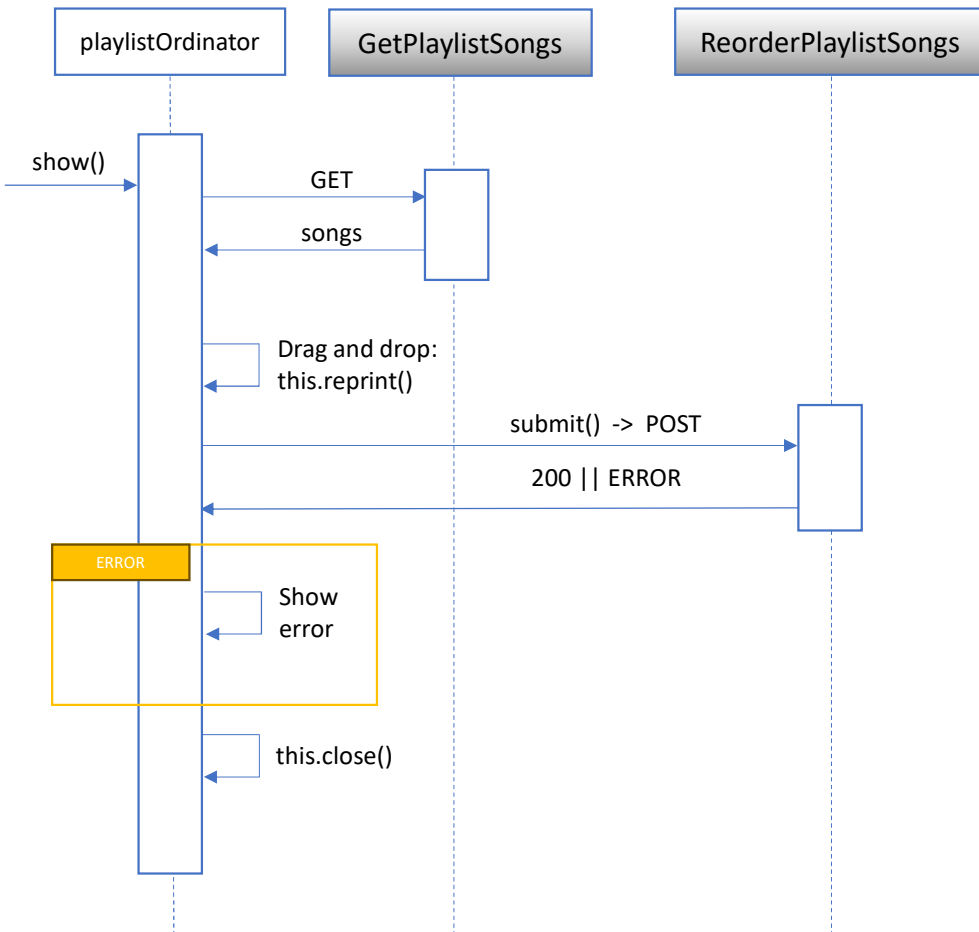 playlistOrdinator
GetPlaylistSongs
ReorderPlaylistSongs
show()
GET
songs
Drag and drop:
this.reprint()
submit()  -> POST
200 || ERROR
ERROR
Show
error
this.close()